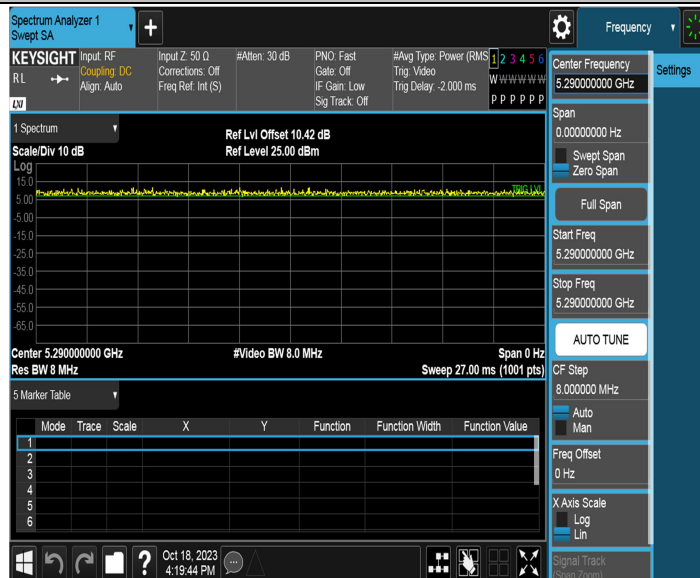 Spectrum Analyzer 1
Swept SA
Frequency
KEYSIGHT
RL
LXI
Input: RF
Coupling: DC
Align: Auto
Input Z: 50 Ω
Corrections: Off
Freq Ref: Int (S)
#Atten: 30 dB
PNO: Fast
Gate: Off
IF Gain: Low
Sig Track: Off
#Avg Type: Power (RMS
Trig: Video
Trig Delay: -2.000 ms
1 2 3 4 5 6
W W W W W W
P P P P P P
Settings
1 Spectrum
Scale/Div 10 dB
Ref Lvl Offset 10.42 dB
Ref Level 25.00 dBm
Log
15.0
5.00
-5.00
-15.0
-25.0
-35.0
-45.0
-55.0
-65.0
TRIG LVL
Center 5.290000000 GHz
#Video BW 8.0 MHz
Span 0 Hz
Res BW 8 MHz
Sweep 27.00 ms (1001 pts)
5 Marker Table
Mode Trace Scale X Y Function Function Width Function Value
1
2
3
4
5
6
Center Frequency
5.290000000 GHz
Span
0.00000000 Hz
Swept Span
Zero Span
Full Span
Start Freq
5.290000000 GHz
Stop Freq
5.290000000 GHz
AUTO TUNE
CF Step
8.000000 MHz
Auto
Man
Freq Offset
0 Hz
X Axis Scale
Log
Lin
Signal Track
(Span Zoom)
?
Oct 18, 2023
4:19:44 PM